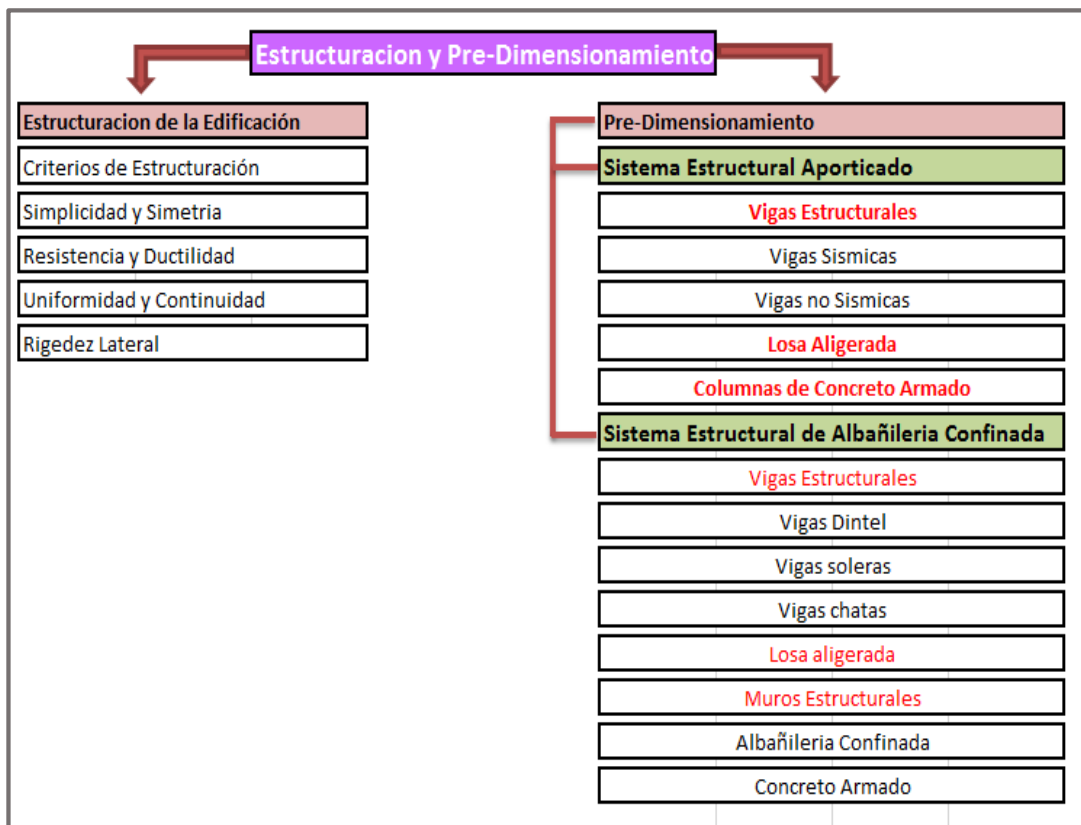 Estructuracion y Pre-Dimensionamiento
Estructuracion de la Edificación
Criterios de Estructuración
Simplicidad y Simetria
Resistencia y Ductilidad
Uniformidad y Continuidad
Rigedez Lateral
Pre-Dimensionamiento
Sistema Estructural Aporticado
Vigas Estructurales
Vigas Sismicas
Vigas no Sismicas
Losa Aligerada
Columnas de Concreto Armado
Sistema Estructural de Albañileria Confinada
Vigas Estructurales
Vigas Dintel
Vigas soleras
Vigas chatas
Losa aligerada
Muros Estructurales
Albañileria Confinada
Concreto Armado